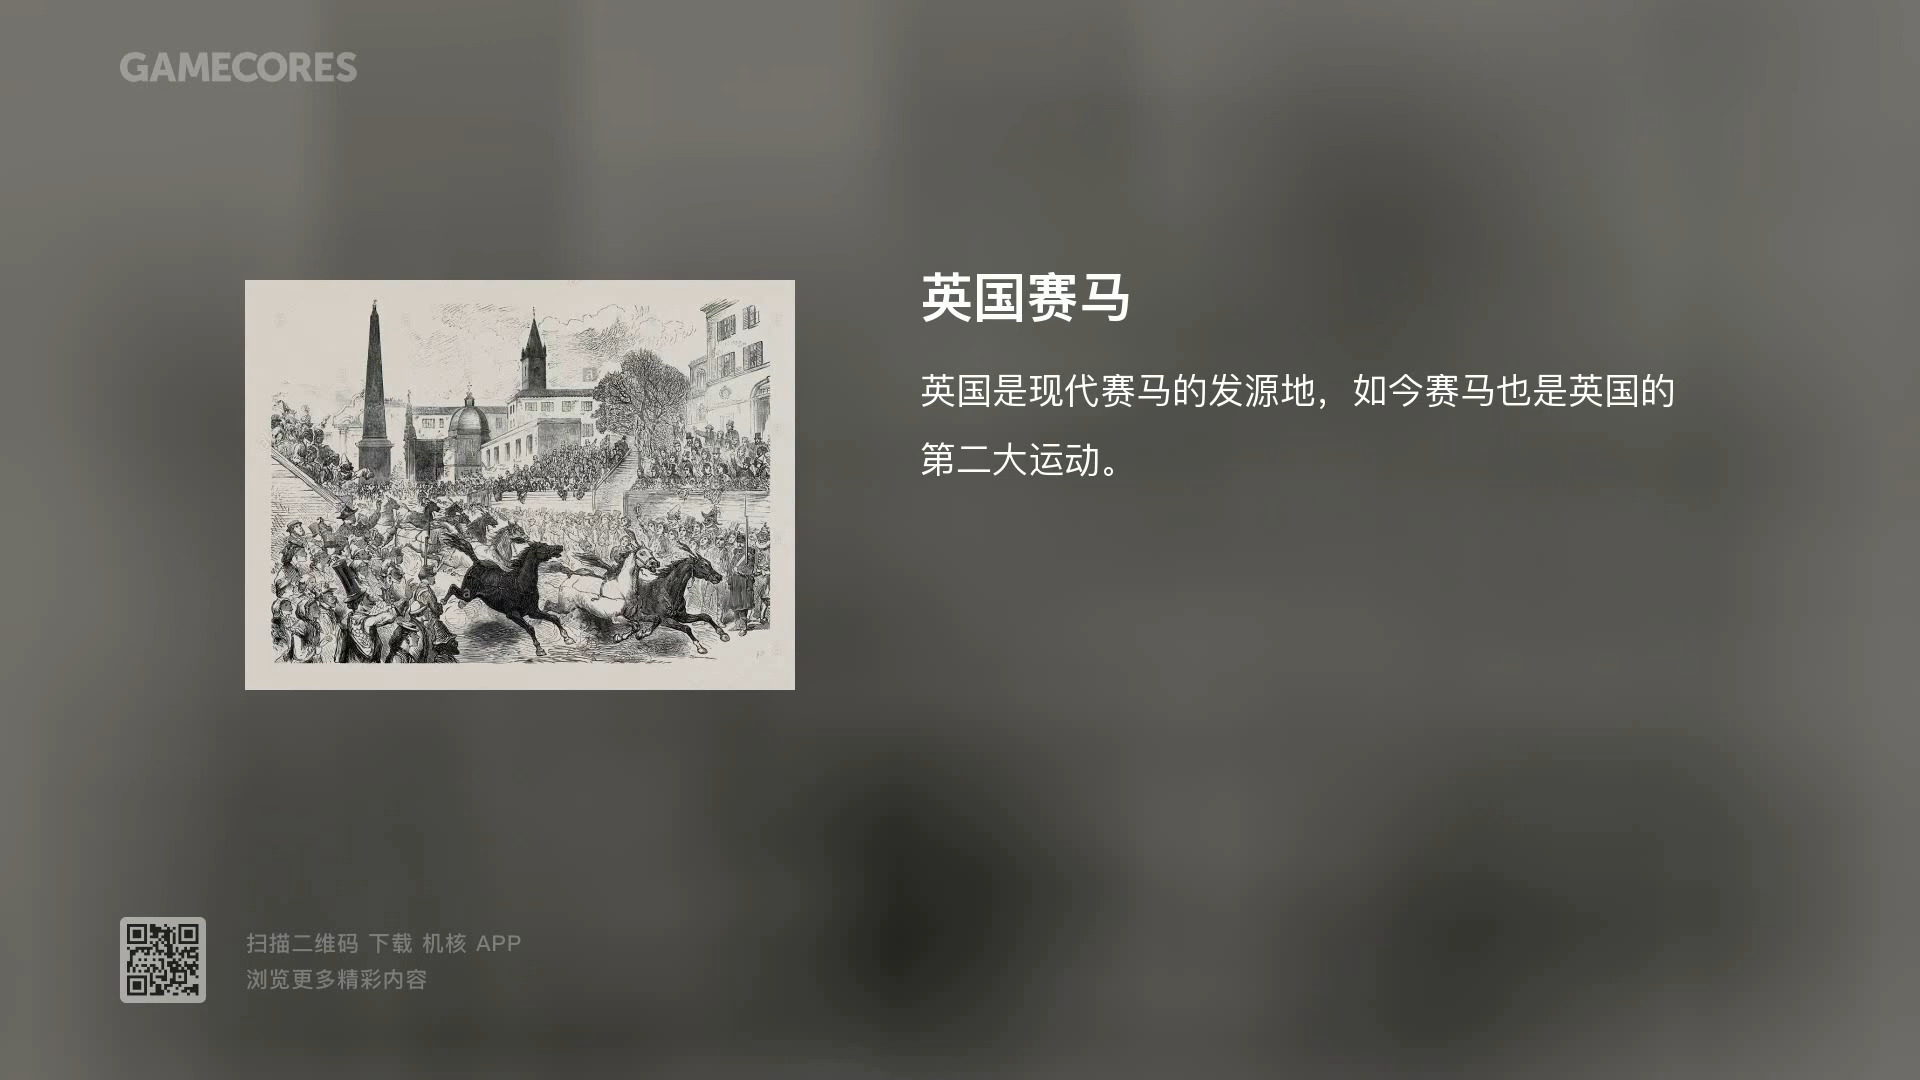 GAMECORES
英国赛马
英国是现代赛马的发源地，如今赛马也是英国的
第二大运动。
扫描二维码 下载 机核 APP
浏览更多精彩内容